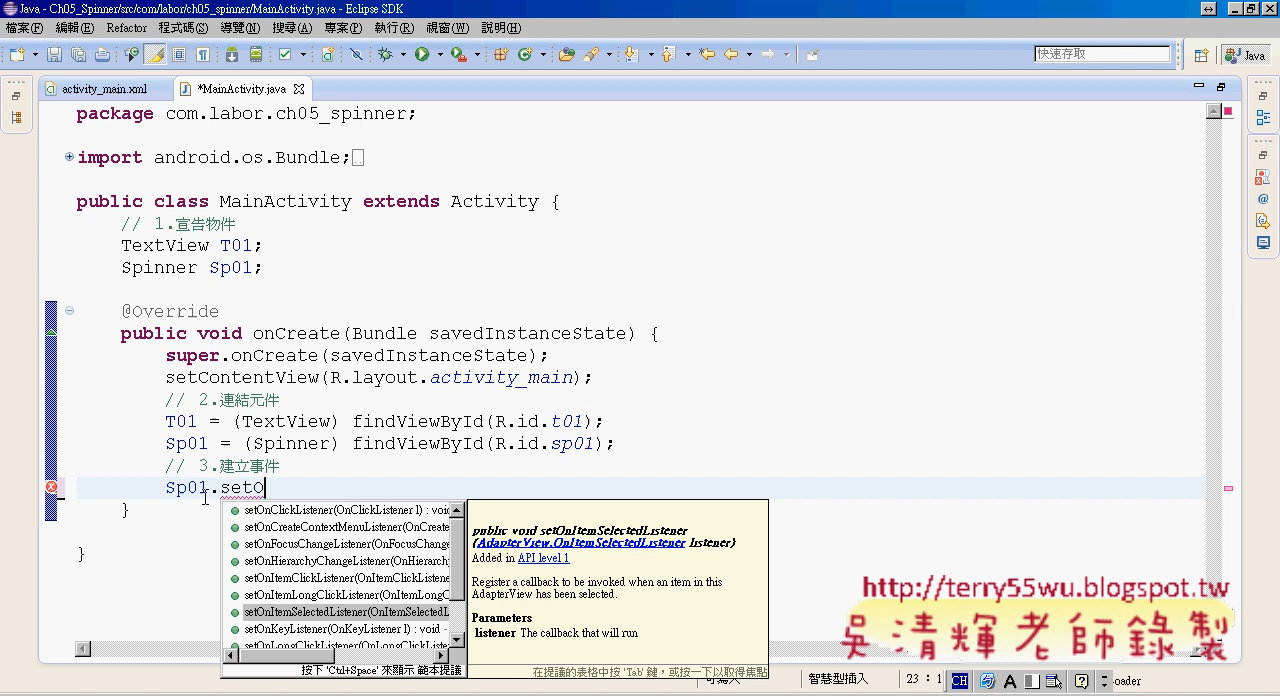 Java - Ch05_Spinner/src/com/labor/ch05_spinner/MainActivity.java - Eclipse SDK
檔案(F) 編輯(E) Refactor 程式碼(S) 導覽(N) 搜尋(A) 專案(P) 執行(R) 視窗(W) 說明(H)
快速存取
Java
activity_main.xml
*MainActivity.java
package com.labor.ch05_spinner;
import android.os.Bundle;
public class MainActivity extends Activity {
// 1.宣告物件
TextView T01;
Spinner Sp01;
@Override
public void onCreate(Bundle savedInstanceState) {
super.onCreate(savedInstanceState);
setContentView(R.layout.activity_main);
// 2.連結元件
T01 = (TextView) findViewById(R.id.t01);
Sp01 = (Spinner) findViewById(R.id.sp01);
// 3.建立事件
Sp01.setO
}
}
setOnClickListener(OnClickListener l) : void
setOnCreateContextMenuListener(OnCreate
setOnFocusChangeListener(OnFocusChange
setOnHierarchyChangeListener(OnHierarch
setOnItemClickListener(OnItemClickListene
setOnItemClickListener(OnItemClickListene
setOnItemSelectedListener(OnItemSelectedL
setOnKeyListener(OnKeyListener l) : void
按下 'Ctrl+Space' 來顯示 範本提議
public void setOnItemSelectedListener
(AdapterView.OnItemSelectedListener listener)
Added in API level 1
Register a callback to be invoked when an item in this
AdapterView has been selected.
Parameters
listener The callback that will run
在提議的表格中按 'Tab' 鍵，或按一下以取得焦點
http://terry55wu.blogspot.tw
吳清輝老師錄製
可寫入
智慧型插入
23 : 1
CH
oader